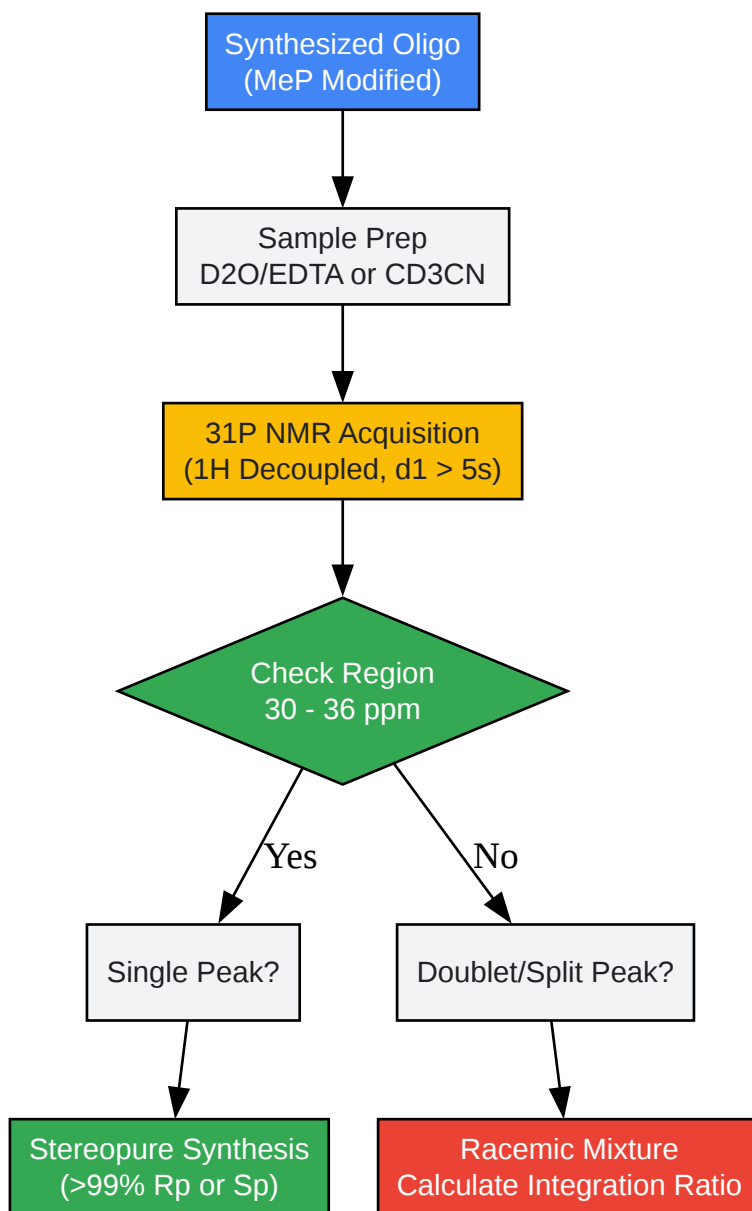 Synthesized Oligo
(MeP Modified)
Sample Prep
D2O/EDTA or CD3CN
31P NMR Acquisition
(1H Decoupled, d1 > 5s)
Check Region
30 - 36 ppm
Yes
No
Single Peak?
Doublet/Split Peak?
Stereopure Synthesis
(>99% Rp or Sp)
Racemic Mixture
Calculate Integration Ratio